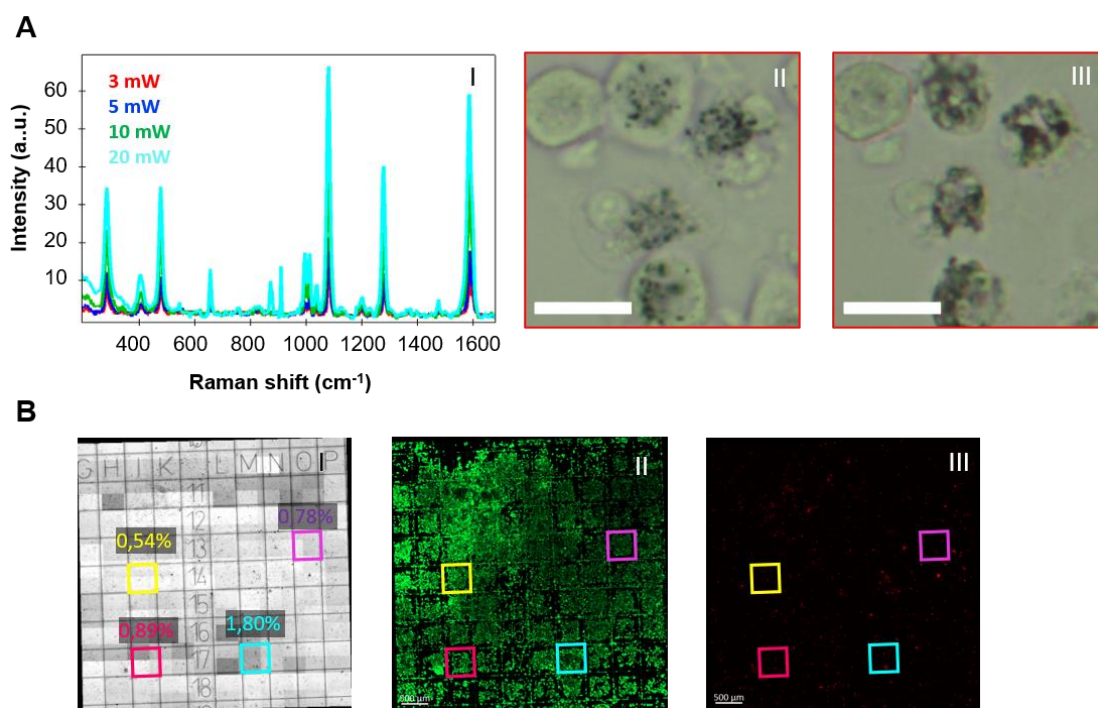 A
I
II
III
3 mW
5 mW
10 mW
20 mW
60
50
40
30
20
10
Intensity (a..u.)
400 600 800 1000 1200 1400 1600
Raman shift (cm-1)
B
I
II
III
G H I K L M N O P
11
12
0,78%
0,54%
13
14
15
0,89%
1,80%
16
17
18
500 µm
500 µm